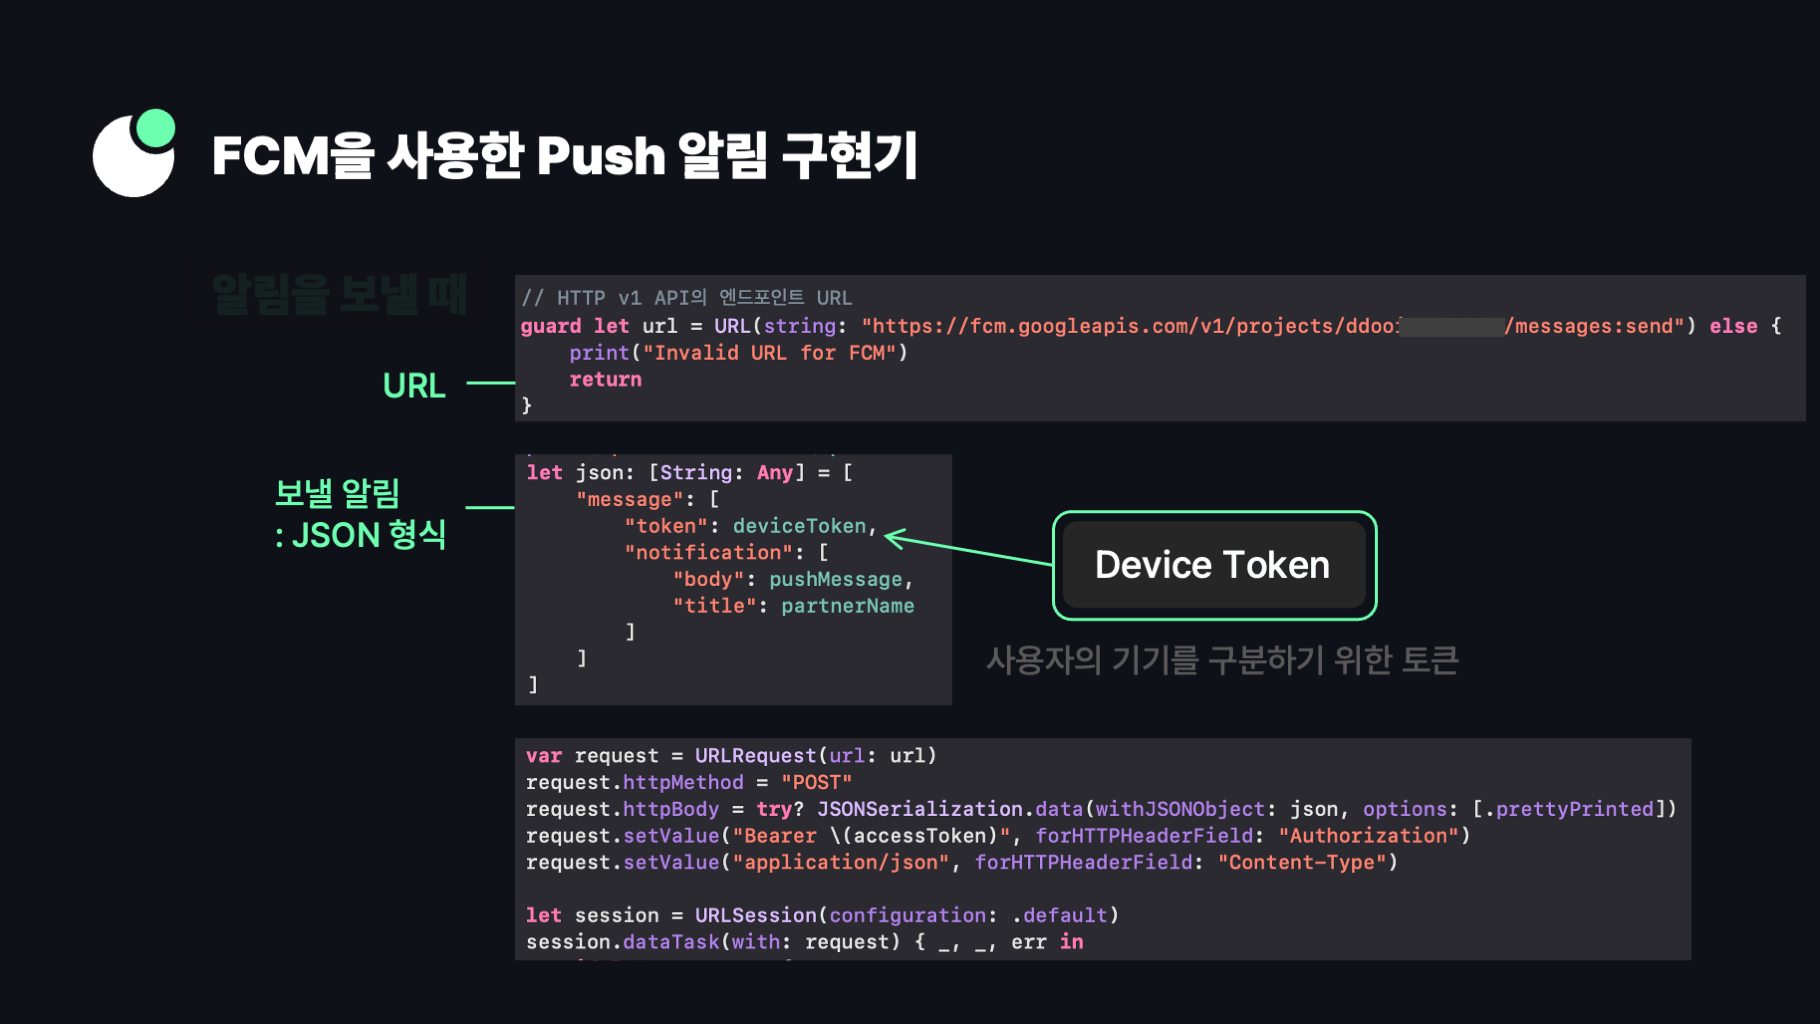 FCM을 사용한 Push 알림 구현기
알림을 보낼 때
// HTTP v1 API의 엔드포인트 URL
guard let url = URL(string: "https://fcm.googleapis.com/v1/projects/ddooi/messages:send") else {
print("Invalid URL for FCM")
return
}
URL
보낼 알림
: JSON 형식
let json: [String: Any] = [
"message": [
"token": deviceToken,
"notification": [
"body": pushMessage,
"title": partnerName
]
]
]
Device Token
사용자의 기기를 구분하기 위한 토큰
var request = URLRequest(url: url)
request.httpMethod = "POST"
request.httpBody = try? JSONSerialization.data(withJSONObject: json, options: [.prettyPrinted])
request.setValue("Bearer \(accessToken)", forHTTPHeaderField: "Authorization")
request.setValue("application/json", forHTTPHeaderField: "Content-Type")
let session = URLSession(configuration: .default)
session.dataTask(with: request) { _, _, err in